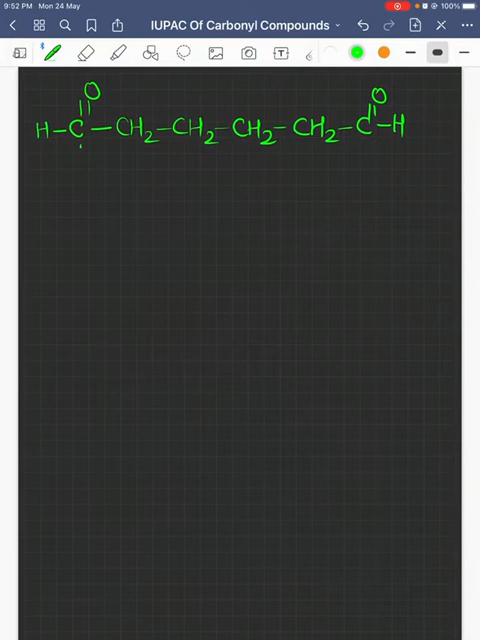 9:52 PM Mon 24 May 100%
IUPAC Of Carbonyl Compounds
T
O O
H-C-CH2-CH2-CH2-CH2-C-H